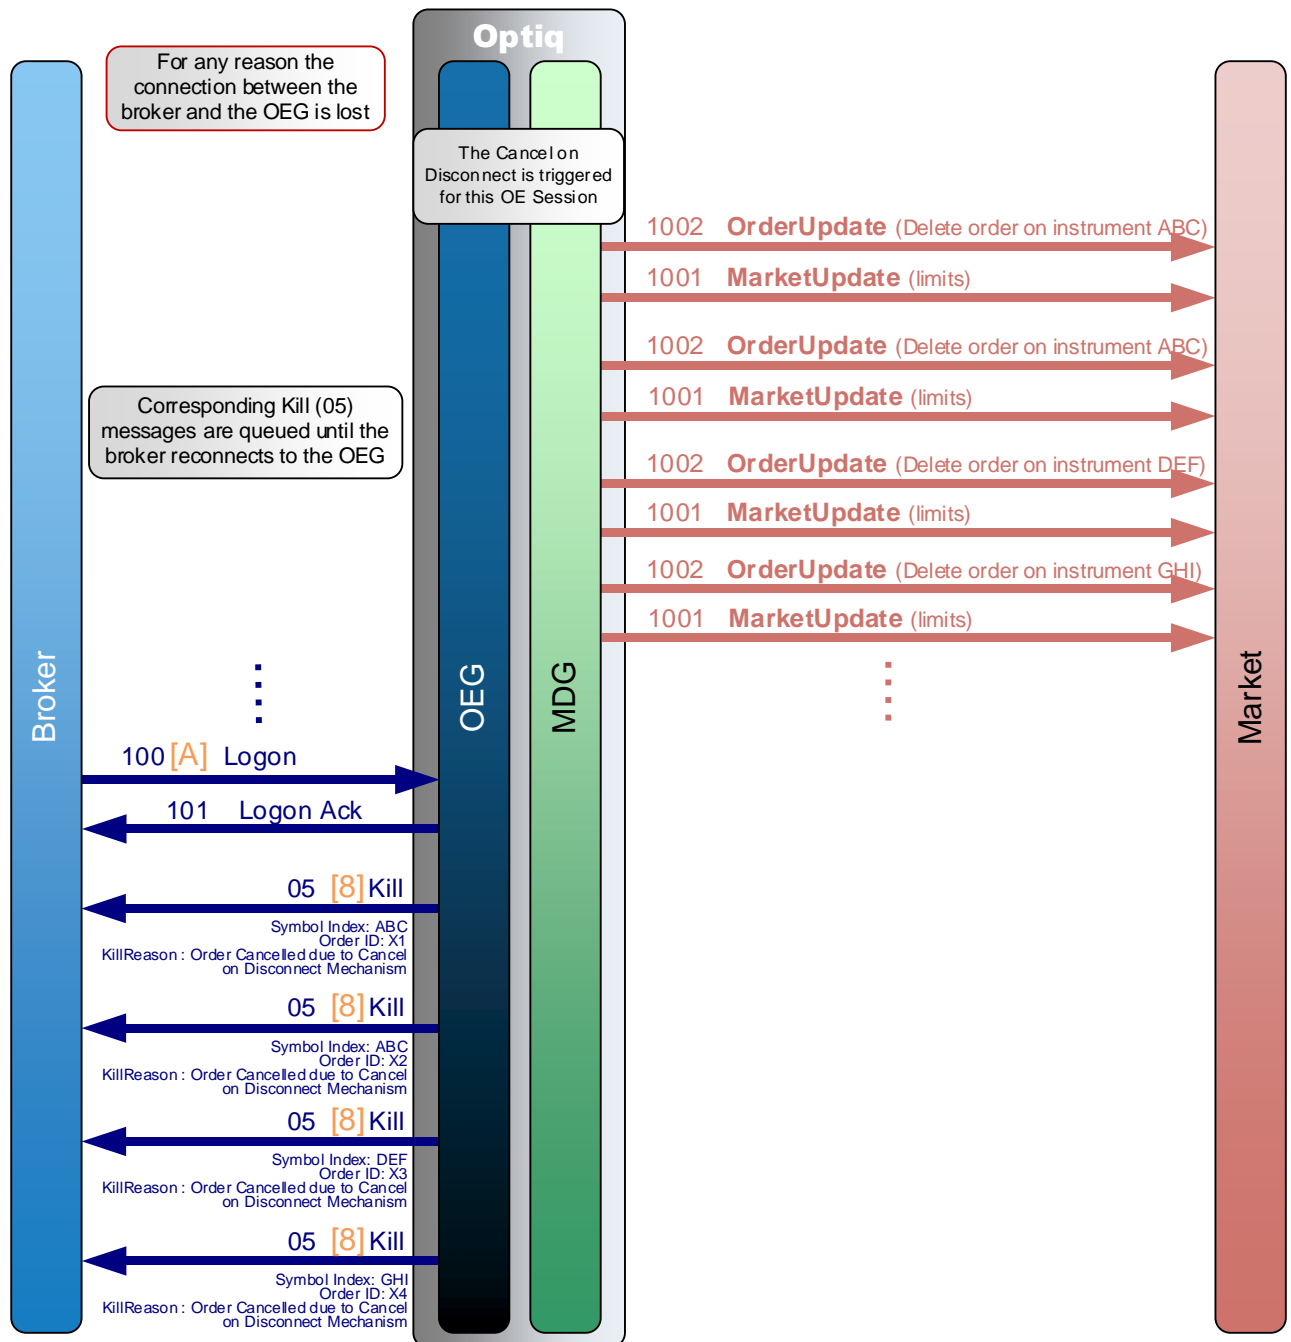 Optiq
For any reason the
connection between the
broker and the OEG is lost
The Cancel on
Disconnect is triggered
for this OE Session
1002 OrderUpdate (Delete order on instrument ABC)
1001 MarketUpdate (limits)
1002 OrderUpdate (Delete order on instrument ABC)
1001 MarketUpdate (limits)
Corresponding Kill (05)
messages are queued until the
broker reconnects to the OEG
1002 OrderUpdate (Delete order on instrument DEF)
1001 MarketUpdate (limits)
1002 OrderUpdate (Delete order on instrument GHI)
1001 MarketUpdate (limits)
Broker
OEG
MDG
Market
100 [A] Logon
101 Logon Ack
05 [8] Kill
Symbol Index: ABC
Order ID: X1
KillReason : Order Cancelled due to Cancel
on Disconnect Mechanism
05 [8] Kill
Symbol Index: ABC
Order ID: X2
KillReason : Order Cancelled due to Cancel
on Disconnect Mechanism
05 [8] Kill
Symbol Index: DEF
Order ID: X3
KillReason : Order Cancelled due to Cancel
on Disconnect Mechanism
05 [8] Kill
Symbol Index: GHI
Order ID: X4
KillReason : Order Cancelled due to Cancel
on Disconnect Mechanism